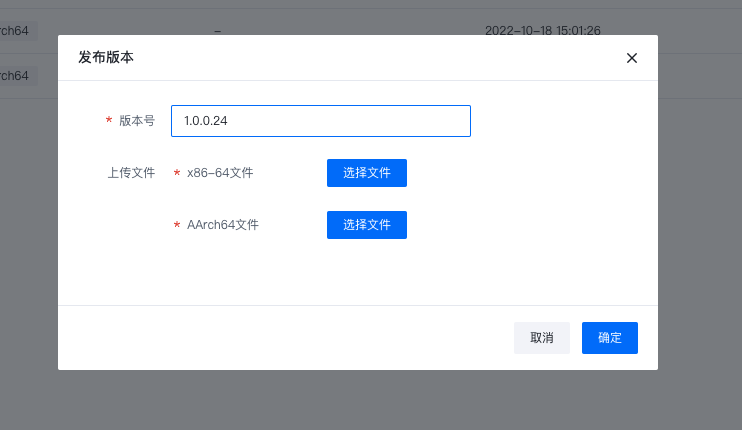 rch64 – 2022-10-18 15:01:26
rch64
发布版本
* 版本号 1.0.0.24
上传文件 * x86-64文件 选择文件
* AArch64文件 选择文件
取消 确定